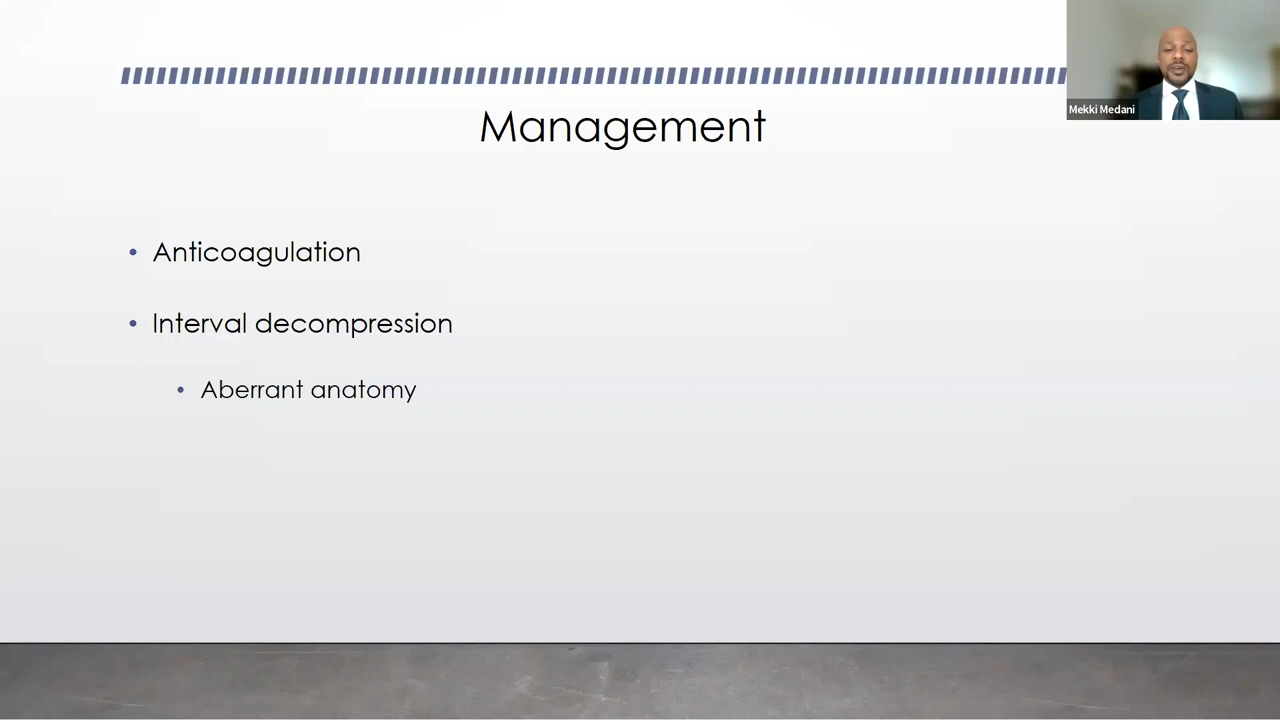 Mekki Medani
Management
• Anticoagulation
• Interval decompression
• Aberrant anatomy